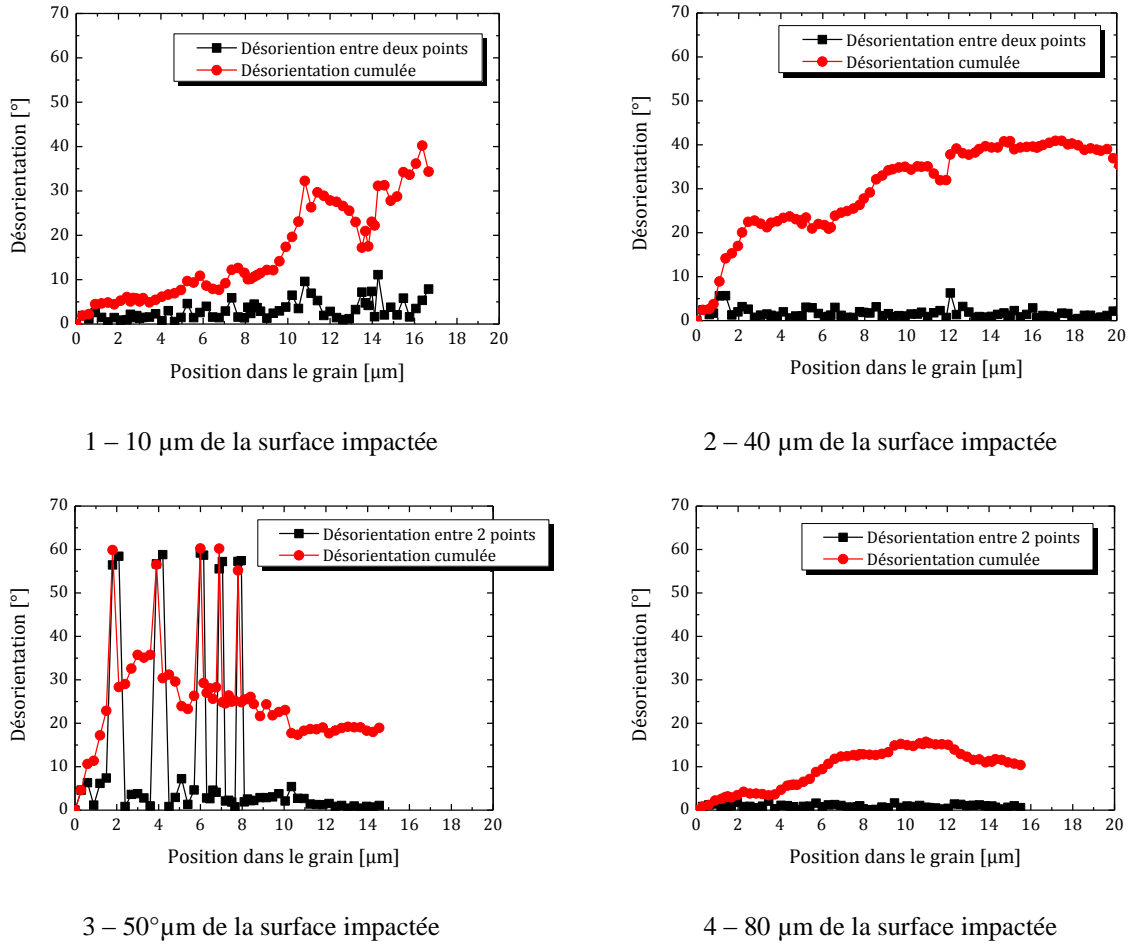 70
60
50
40
30
20
10
0
Désorientation [°]
Désoriention entre deux points
Désorientation cumulée
0 2 4 6 8 10 12 14 16 18 20
Position dans le grain [µm]
1 – 10 µm de la surface impactée
70
60
50
40
30
20
10
0
Désorientation [°]
Désorientation entre deux points
Désorientation cumulée
0 2 4 6 8 10 12 14 16 18 20
Position dans le grain [µm]
2 – 40 µm de la surface impactée
70
60
50
40
30
20
10
0
Désorientation [°]
Désorientation entre 2 points
Désorientation cumulée
0 2 4 6 8 10 12 14 16 18 20
Position dans le grain [µm]
3 – 50°µm de la surface impactée
70
60
50
40
30
20
10
0
Désorientation [°]
Désorientation entre 2 points
Désorientation cumulée
0 2 4 6 8 10 12 14 16 18 20
Position dans le grain [µm]
4 – 80 µm de la surface impactée